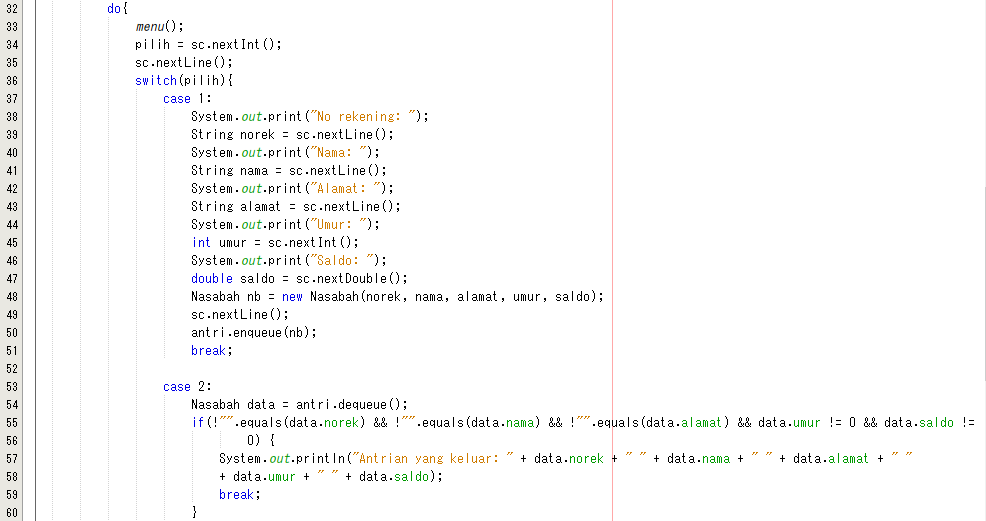 32 do{
33 menu();
34 pilih = sc.nextInt();
35 sc.nextLine();
36 switch(pilih){
37 case 1:
38 System.out.print("No rekening: ");
39 String norek = sc.nextLine();
40 System.out.print("Nama: ");
41 String nama = sc.nextLine();
42 System.out.print("Alamat: ");
43 String alamat = sc.nextLine();
44 System.out.print("Umur: ");
45 int umur = sc.nextInt();
46 System.out.print("Saldo: ");
47 double saldo = sc.nextDouble();
48 Nasabah nb = new Nasabah(norek, nama, alamat, umur, saldo);
49 sc.nextLine();
50 antri.enqueue(nb);
51 break;
52
53 case 2:
54 Nasabah data = antri.dequeue();
55 if(!"".equals(data.norek) && !"".equals(data.nama) && !"".equals(data.alamat) && data.umur != 0 && data.saldo !=
56 0) {
57 System.out.println("Antrian yang keluar: " + data.norek + " " + data.nama + " " + data.alamat + " "
58 + data.umur + " " + data.saldo);
59 break;
60 }